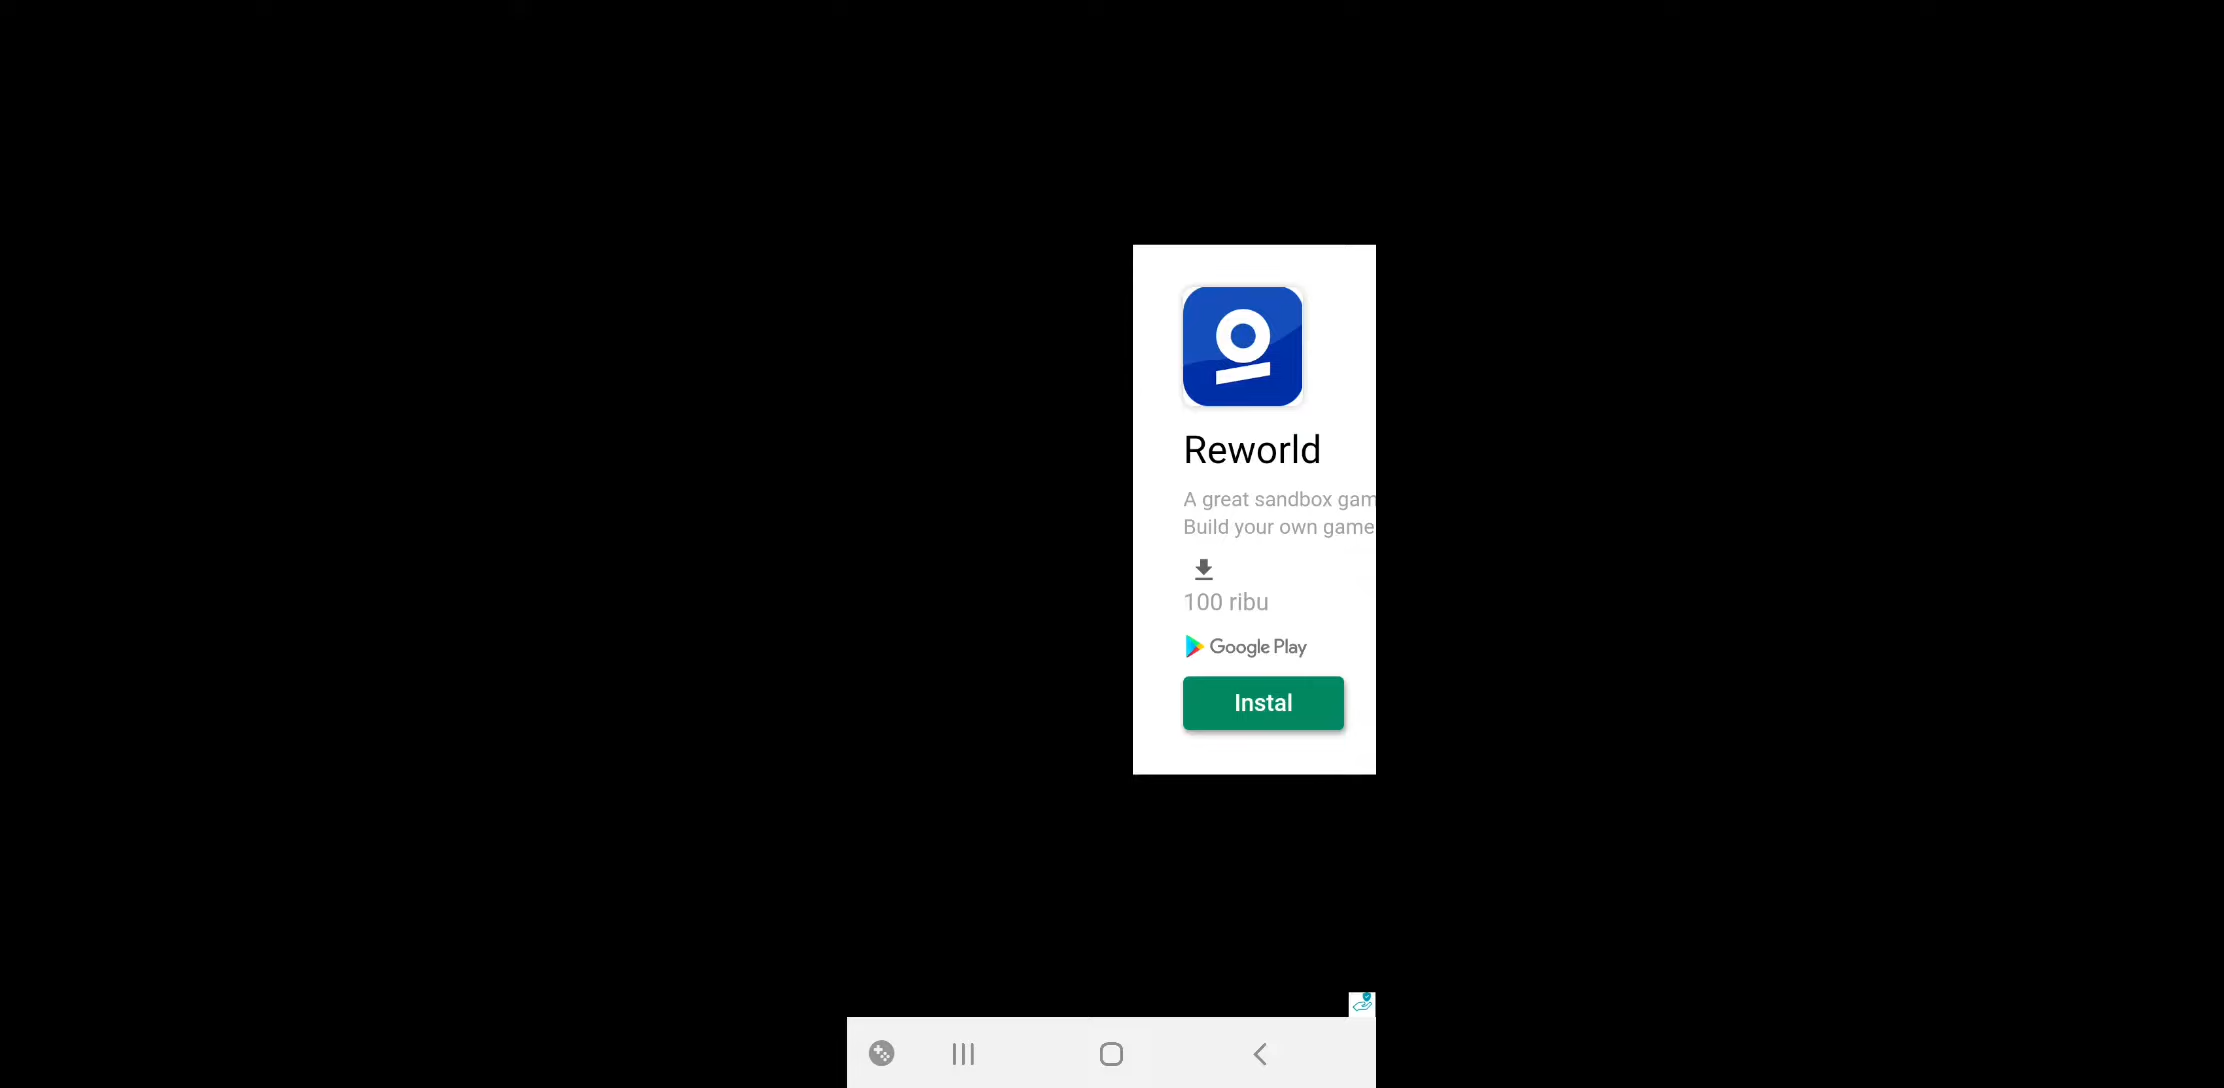 Reworld
A great sandbox gam
Build your own game
100 ribu
Google Play
Instal